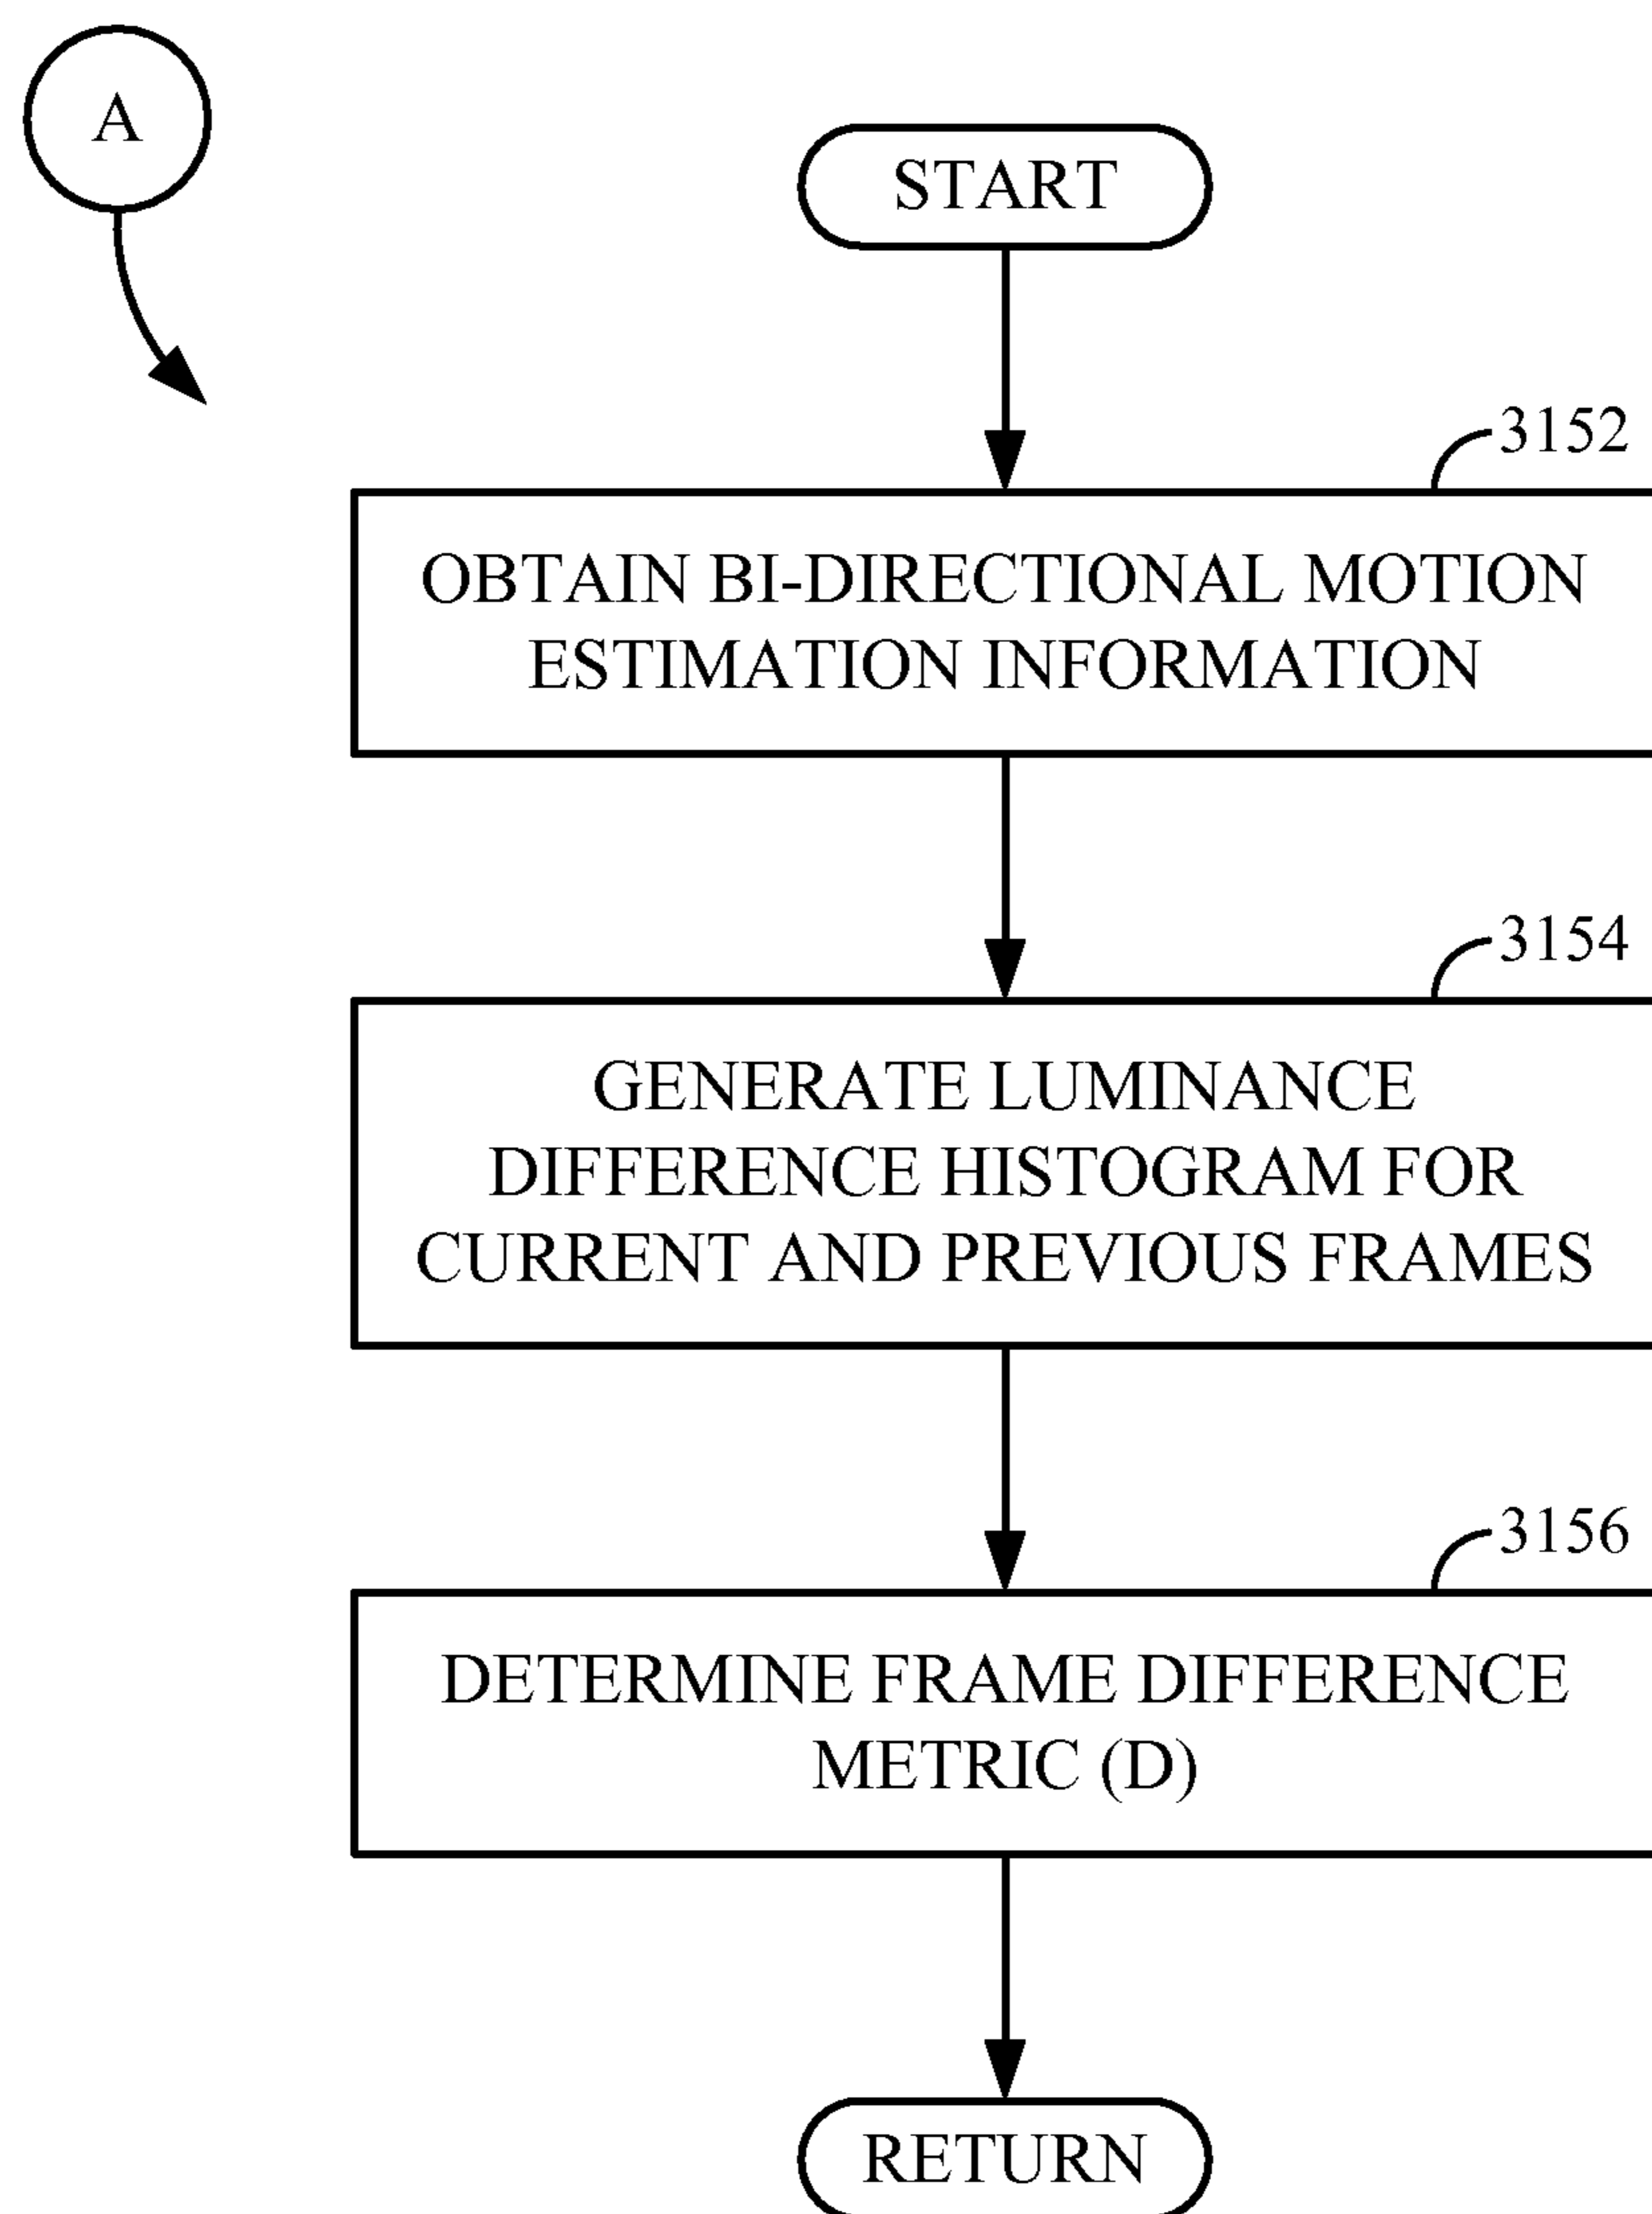 A
START
3152
OBTAIN BI-DIRECTIONAL MOTION
ESTIMATION INFORMATION
3154
GENERATE LUMINANCE
DIFFERENCE HISTOGRAM FOR
CURRENT AND PREVIOUS FRAMES
3156
DETERMINE FRAME DIFFERENCE
METRIC (D)
RETURN